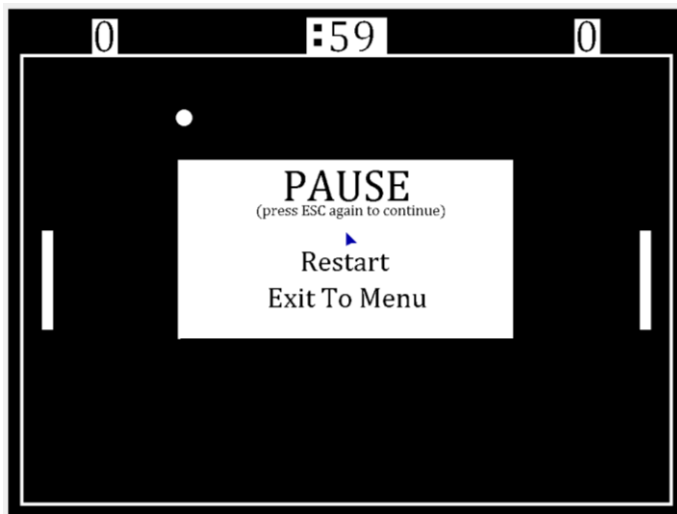 0 :59 0
PAUSE
(press ESC again to continue)
Restart
Exit To Menu